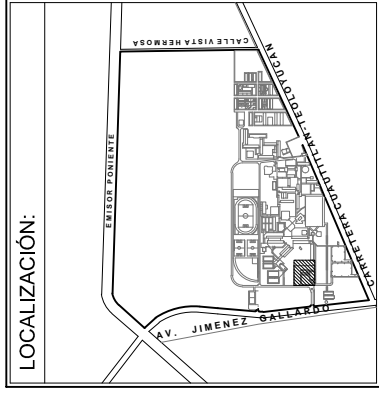 LOCALIZACIÓN:
EMISOR PONIENTE
CALLE VISTA HERMOSA
CARRETERA CUAUTITLAN-TEOLOYUCAN
AV. JIMENEZ GALLARDO